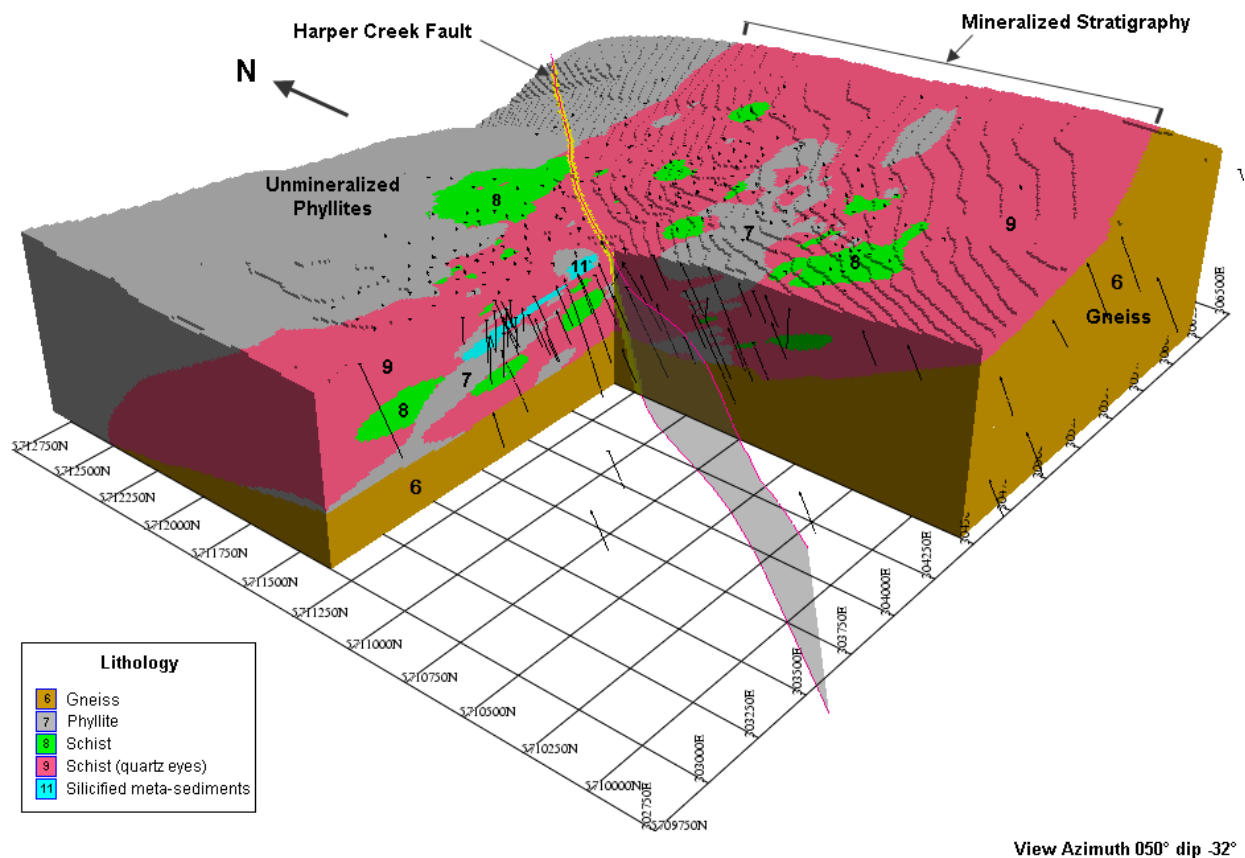 Mineralized Stratigraphy
Harper Creek Fault
N
Unmineralized
Phyllites
8
7
9
11
8
6
Gneiss
9
7
8
6
5712750N
5712500N
5712250N
5712000N
5711750N
5711500N
5711250N
5711000N
5710750N
5710500N
5710250N
5710000N
5709750N
302750E
303000E
303250E
303500E
303750E
304000E
304250E
306500E
Lithology
6 Gneiss
7 Phyllite
8 Schist
9 Schist (quartz eyes)
11 Silicified meta-sediments
View Azimuth 050° dip -32°